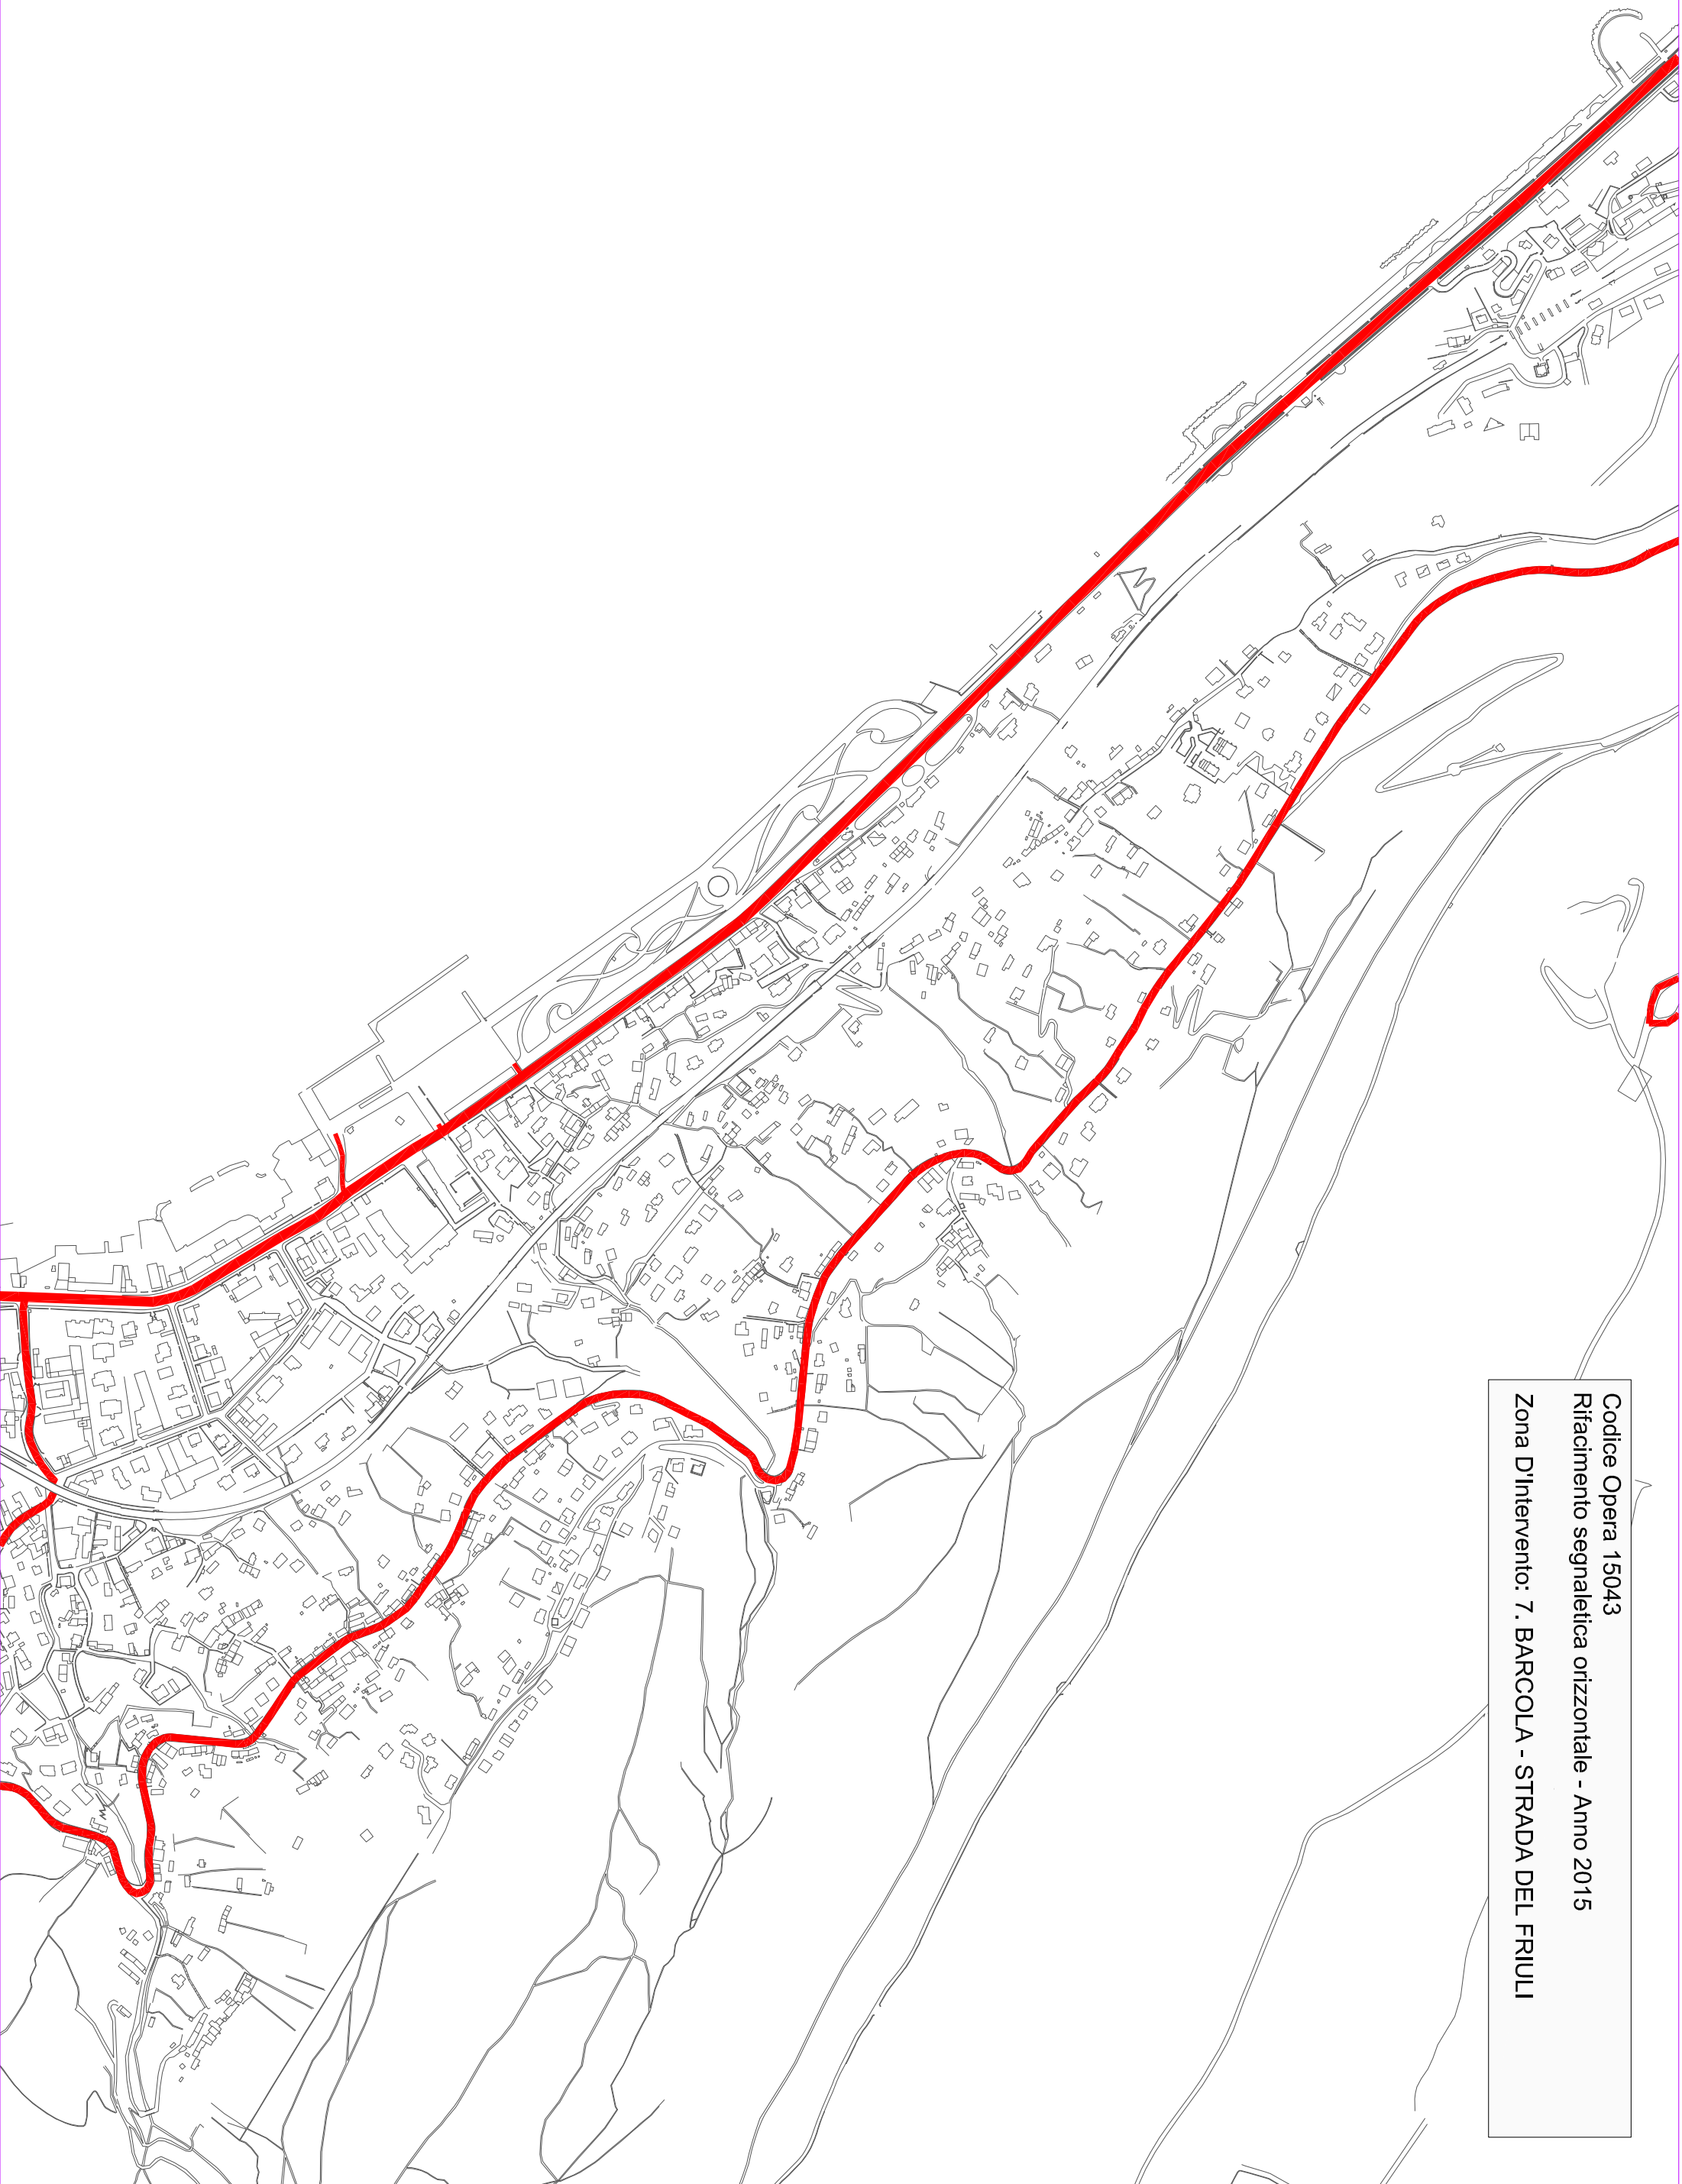 Codice Opera 15043
Rifacimento segnaletica orizzontale - Anno 2015
Zona D'Intervento: 7. BARCOLA - STRADA DEL FRIULI